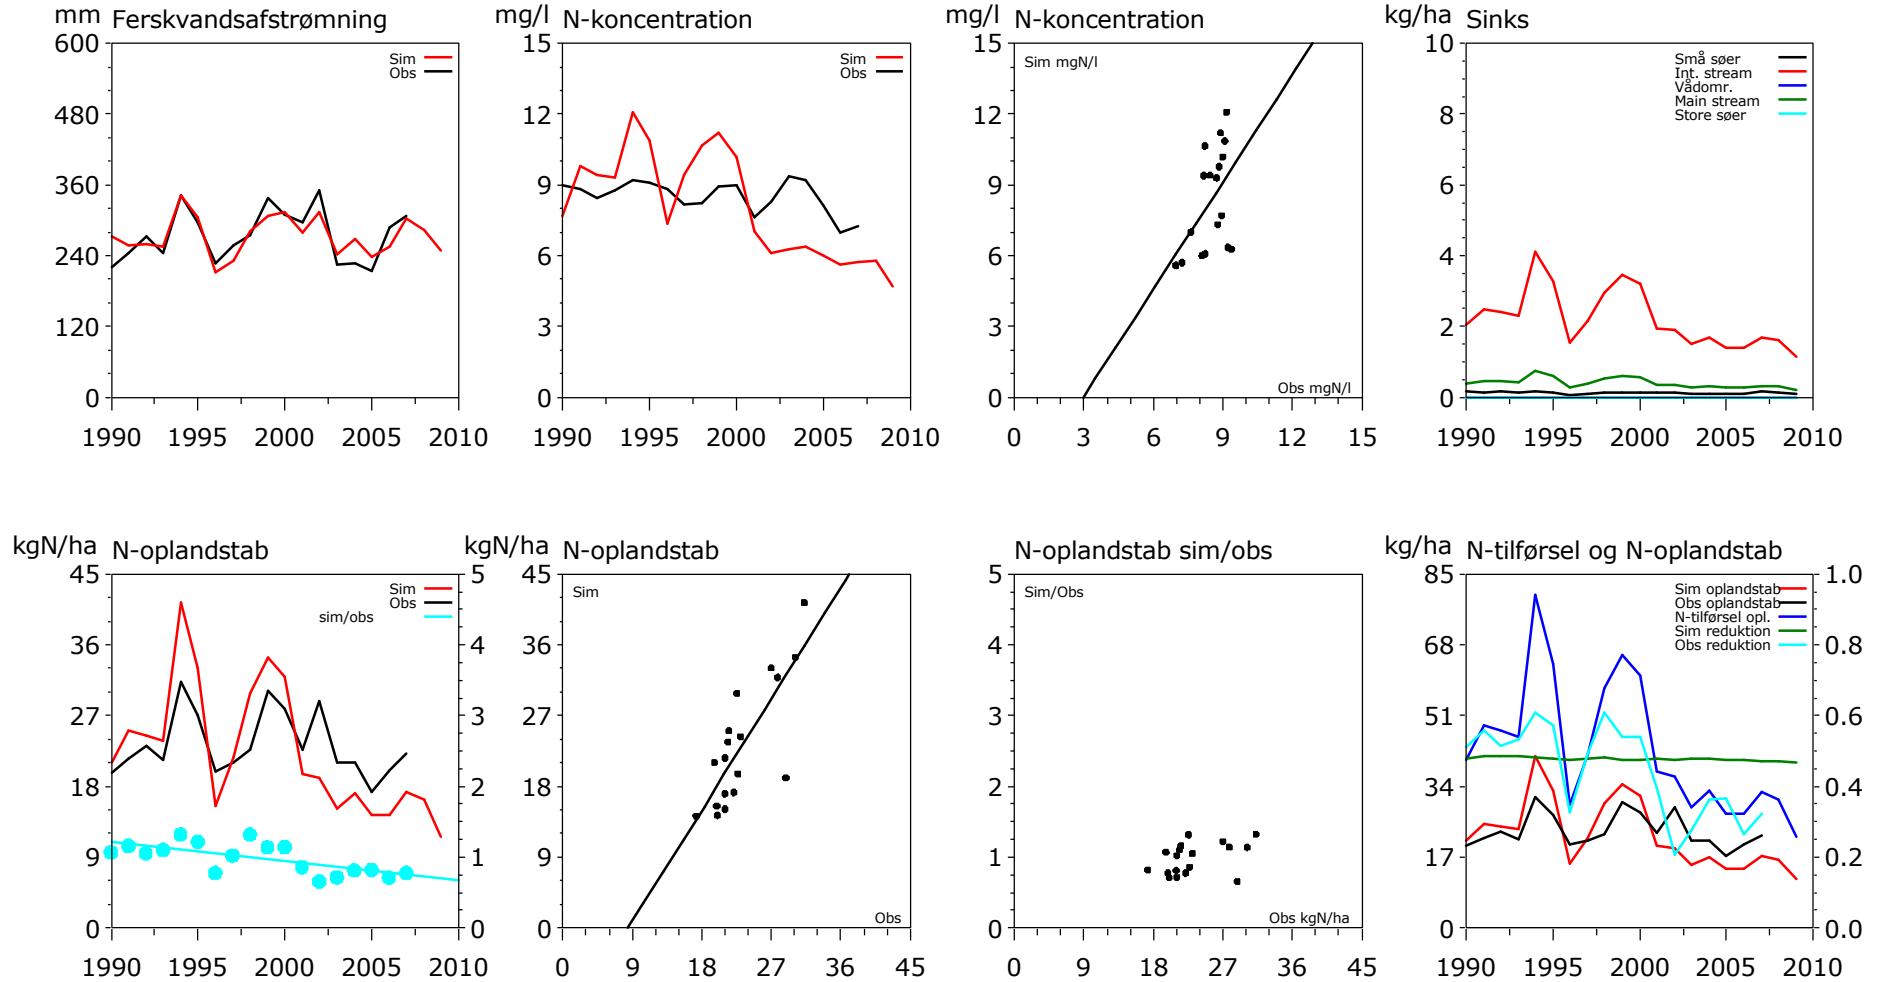 mm Ferskvandsafstrømning
600
480
360
240
120
0
1990 1995 2000 2005 2010
Sim
Obs
mg/l N-koncentration
15
12
9
6
3
0
1990 1995 2000 2005 2010
Sim
Obs
mg/l N-koncentration
15
12
9
6
3
0
0 3 6 9 12 15
Sim mgN/l
Obs mgN/l
kg/ha Sinks
10
8
6
4
2
0
1990 1995 2000 2005 2010
Små søer
Int. stream
Vådomr.
Main stream
Store søer
kgN/ha N-oplandstab
45
36
27
18
9
0
5
4
3
2
1
0
1990 1995 2000 2005 2010
Sim
Obs
sim/obs
kgN/ha N-oplandstab
45
36
27
18
9
0
0 9 18 27 36 45
Sim
Obs
N-oplandstab sim/obs
5
4
3
2
1
0
0 9 18 27 36 45
Sim/Obs
Obs kgN/ha
kg/ha N-tilførsel og N-oplandstab
85
68
51
34
17
0
1.0
0.8
0.6
0.4
0.2
0.0
1990 1995 2000 2005 2010
Sim oplandstab
Obs oplandstab
N-tilførsel opl.
Sim reduktion
Obs reduktion